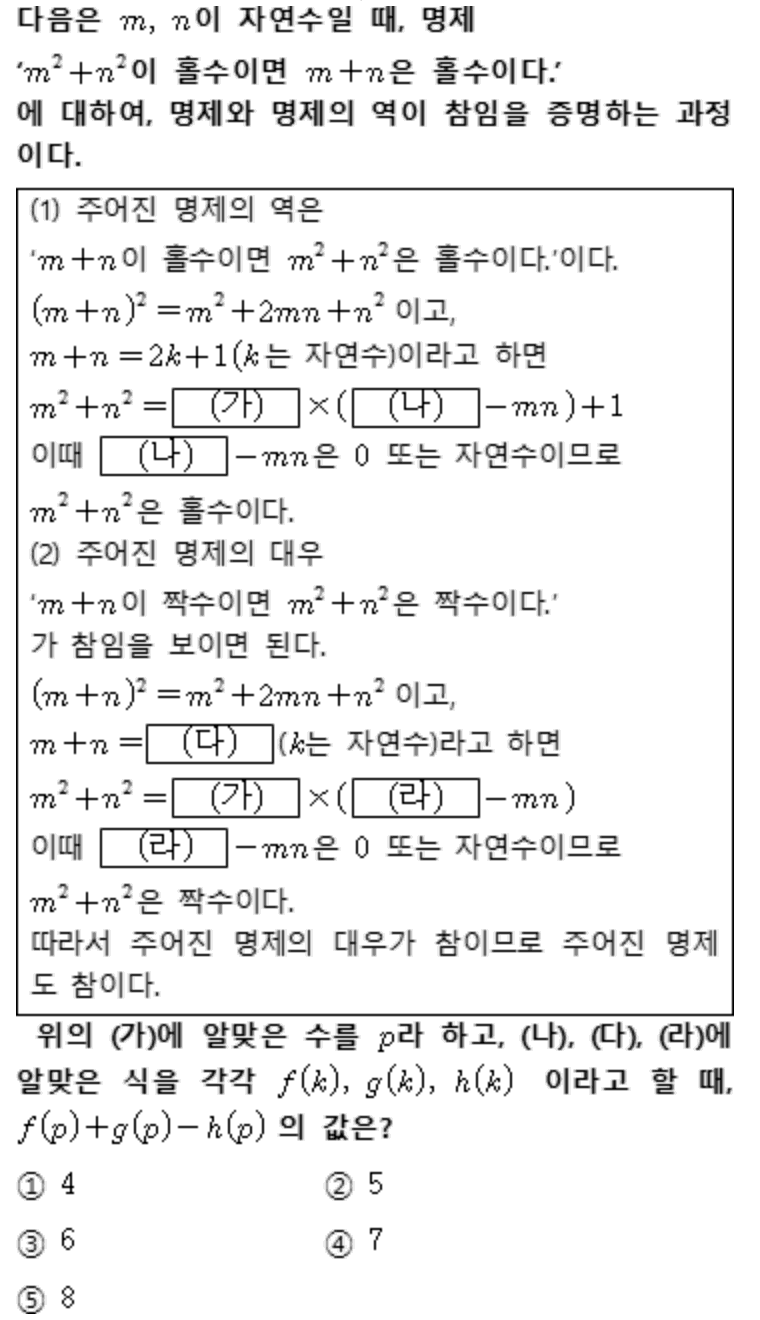 다음은 m, n이 자연수일 때, 명제
‘m²+n²이 홀수이면 m+n은 홀수이다.’
에 대하여, 명제와 명제의 역이 참임을 증명하는 과정
이다.
(1) 주어진 명제의 역은
‘m+n이 홀수이면 m²+n²은 홀수이다.’이다.
(m+n)²=m²+2mn+n² 이고,
m+n=2k+1(k는 자연수)이라고 하면
m²+n²= (가) ×( (나) -mn)+1
이때 (나) -mn은 0 또는 자연수이므로
m²+n²은 홀수이다.
(2) 주어진 명제의 대우
‘m+n이 짝수이면 m²+n²은 짝수이다.’
가 참임을 보이면 된다.
(m+n)²=m²+2mn+n² 이고,
m+n= (다) (k는 자연수)라고 하면
m²+n²= (가) ×( (라) -mn)
이때 (라) -mn은 0 또는 자연수이므로
m²+n²은 짝수이다.
따라서 주어진 명제의 대우가 참이므로 주어진 명제
도 참이다.
위의 (가)에 알맞은 수를 p라 하고, (나), (다), (라)에
알맞은 식을 각각 f(k), g(k), h(k) 이라고 할 때,
f(p)+g(p)-h(p) 의 값은?
① 4 ② 5
③ 6 ④ 7
⑤ 8